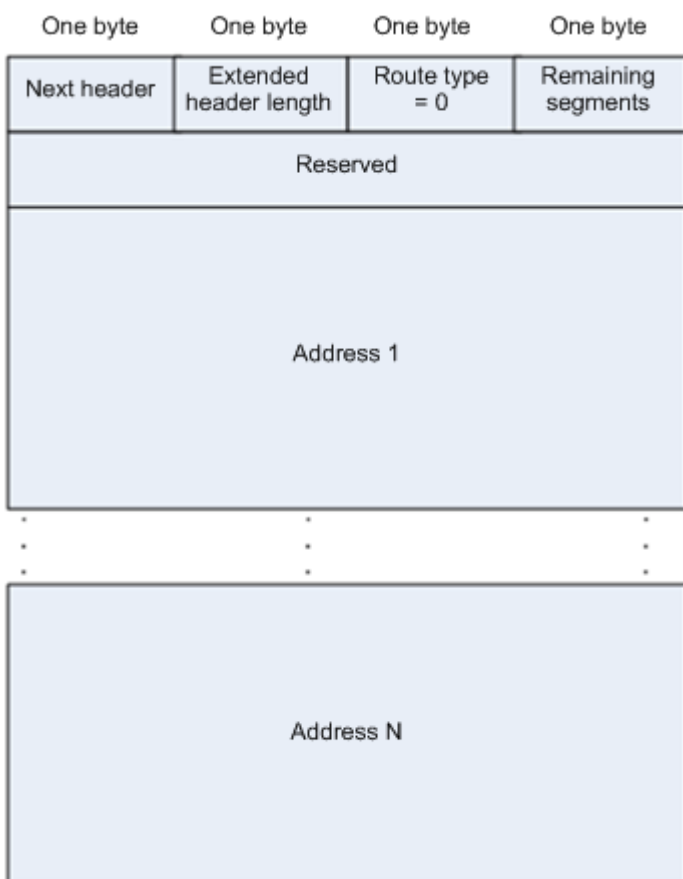 One byte One byte One byte One byte
Next header
Extended
header length
Route type
= 0
Remaining
segments
Reserved
Address 1
Address N